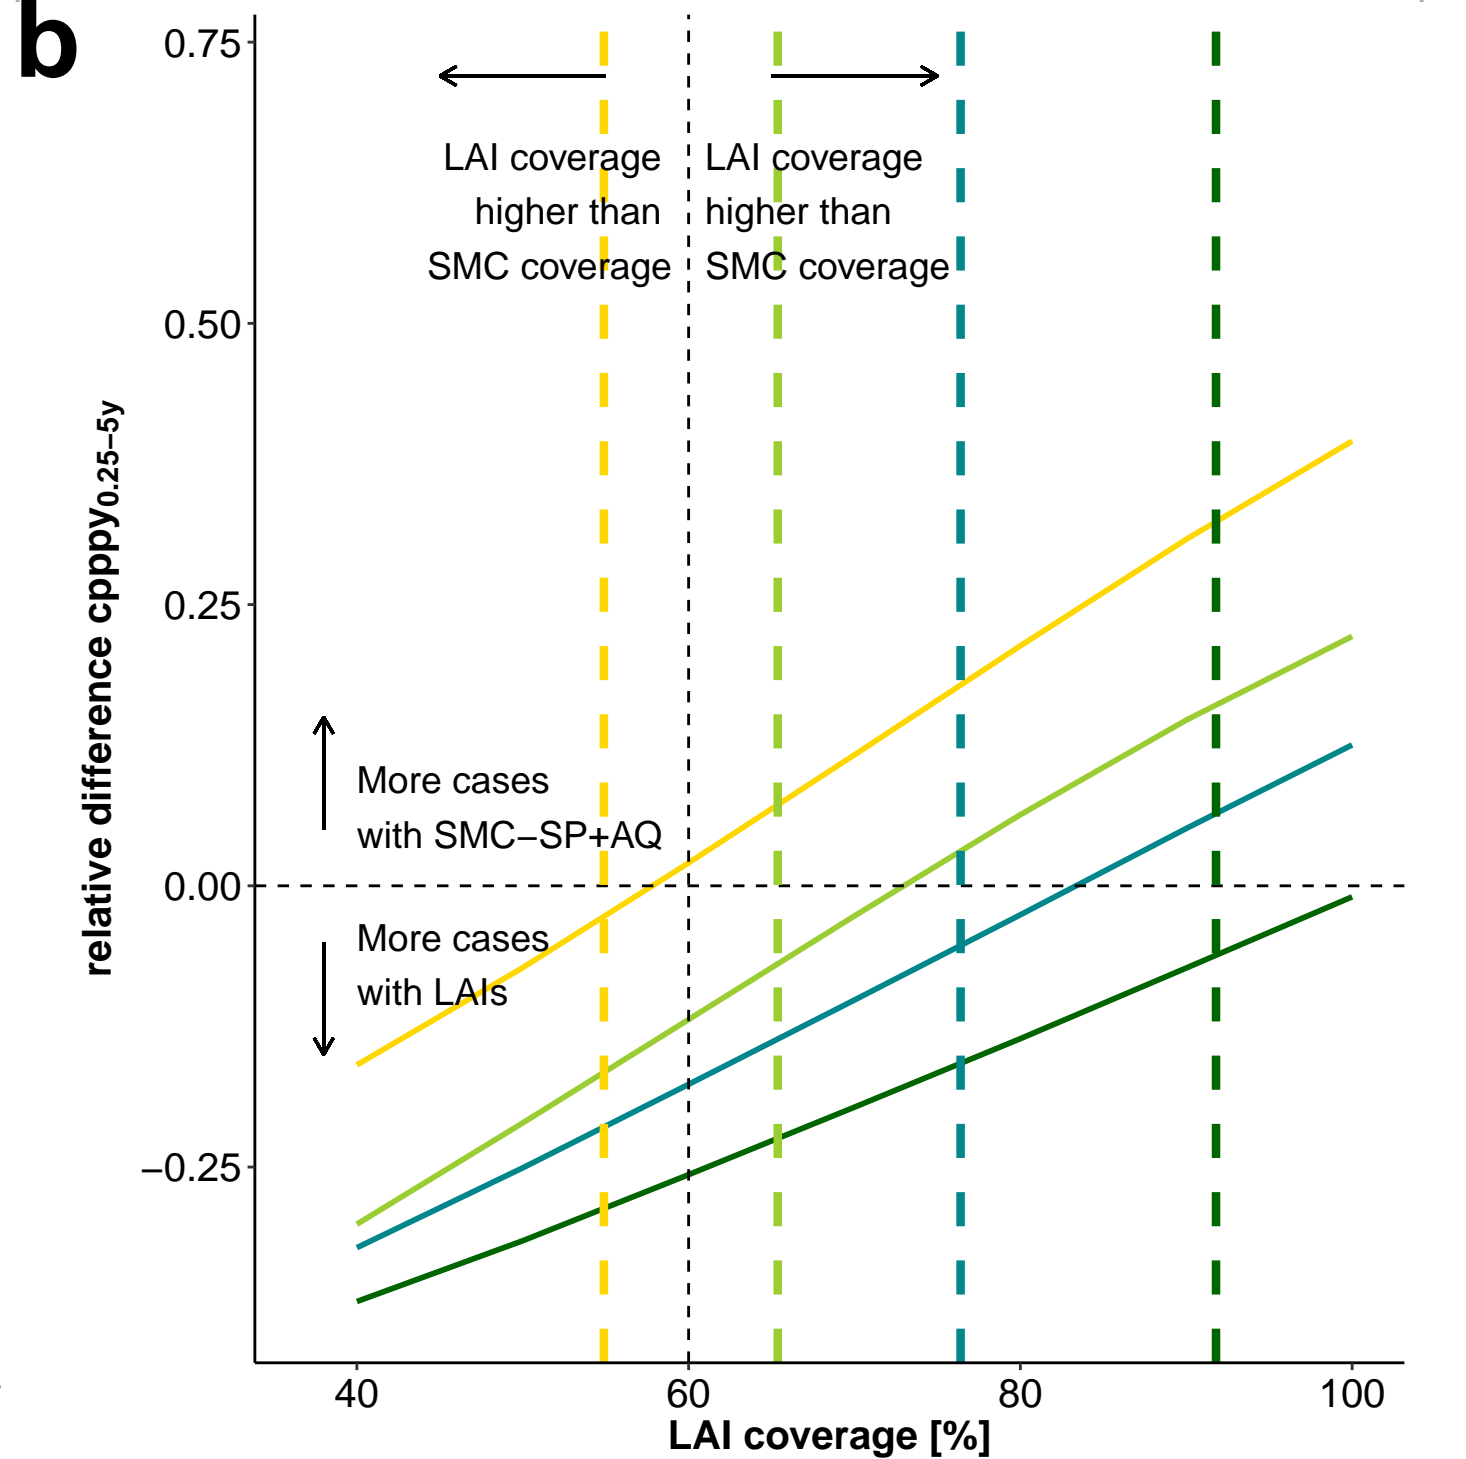 b
0.75
LAI coverage
higher than
SMC coverage
LAI coverage
higher than
SMC coverage
0.50
0.25
More cases
with SMC−SP+AQ
0.00
More cases
with LAIs
−0.25
relative difference cpppy0.25−5y
40 60 80 100
LAI coverage [%]